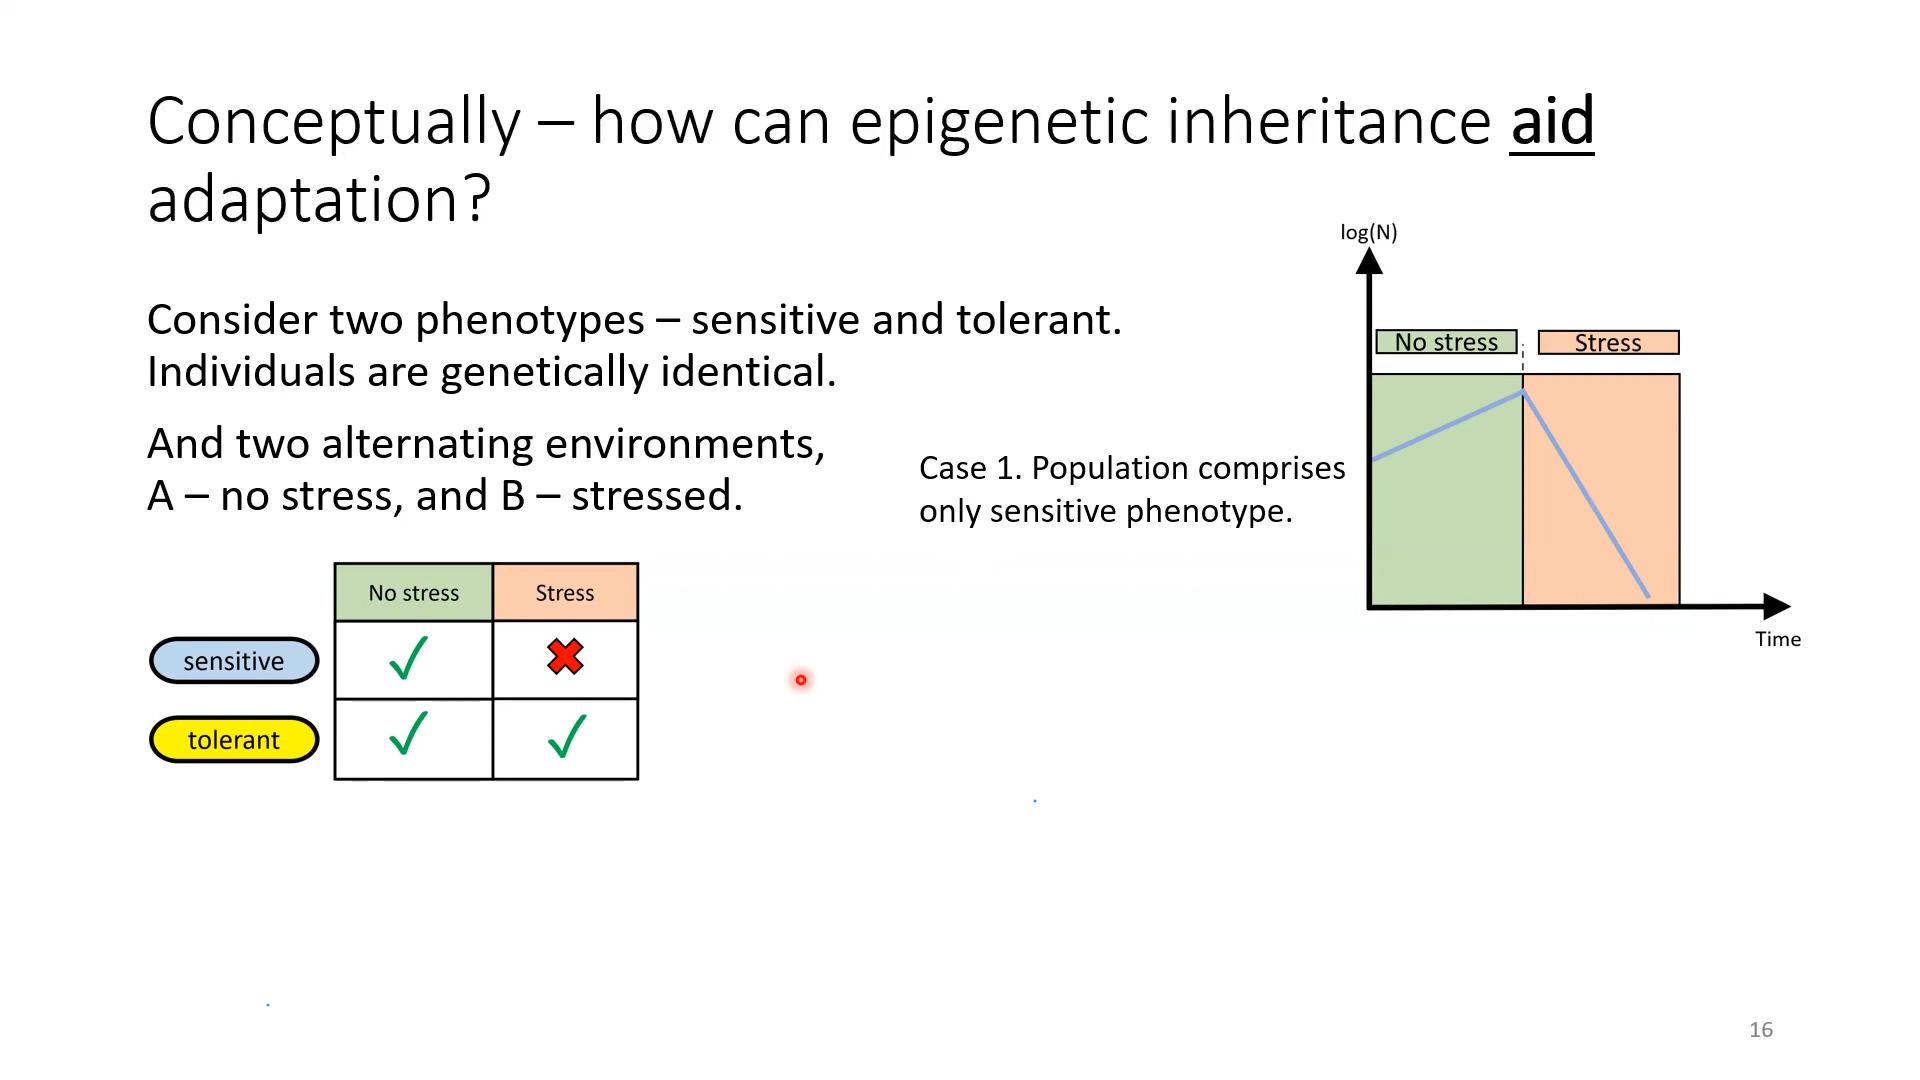 Conceptually – how can epigenetic inheritance aid
adaptation?
Consider two phenotypes – sensitive and tolerant.
Individuals are genetically identical.
And two alternating environments,
A – no stress, and B – stressed.
No stress
Stress
sensitive
tolerant
Case 1. Population comprises
only sensitive phenotype.
log(N)
No stress
Stress
Time
16